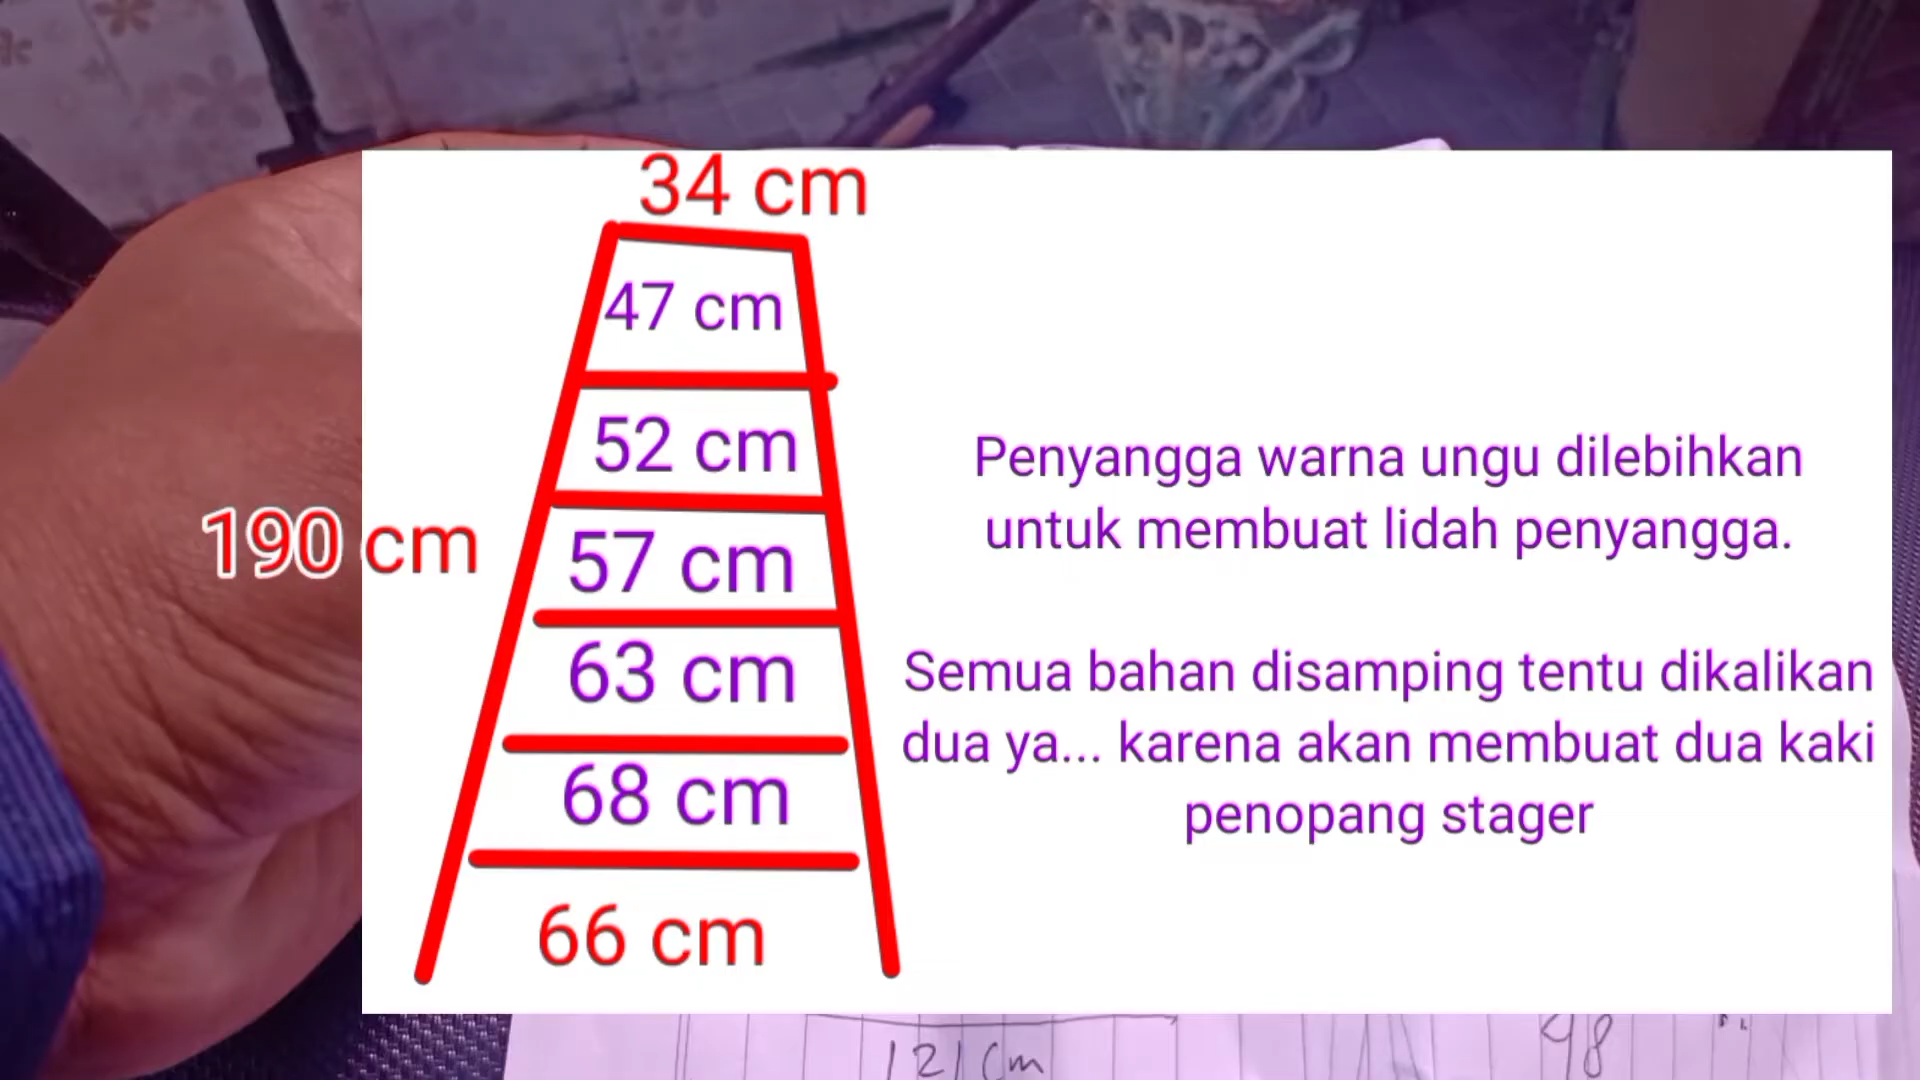 34 cm
47 cm
52 cm
190 cm
57 cm
63 cm
68 cm
66 cm
Penyangga warna ungu dilebihkan
untuk membuat lidah penyangga.
Semua bahan disamping tentu dikalikan
dua ya... karena akan membuat dua kaki
penopang stager
121 cm
98